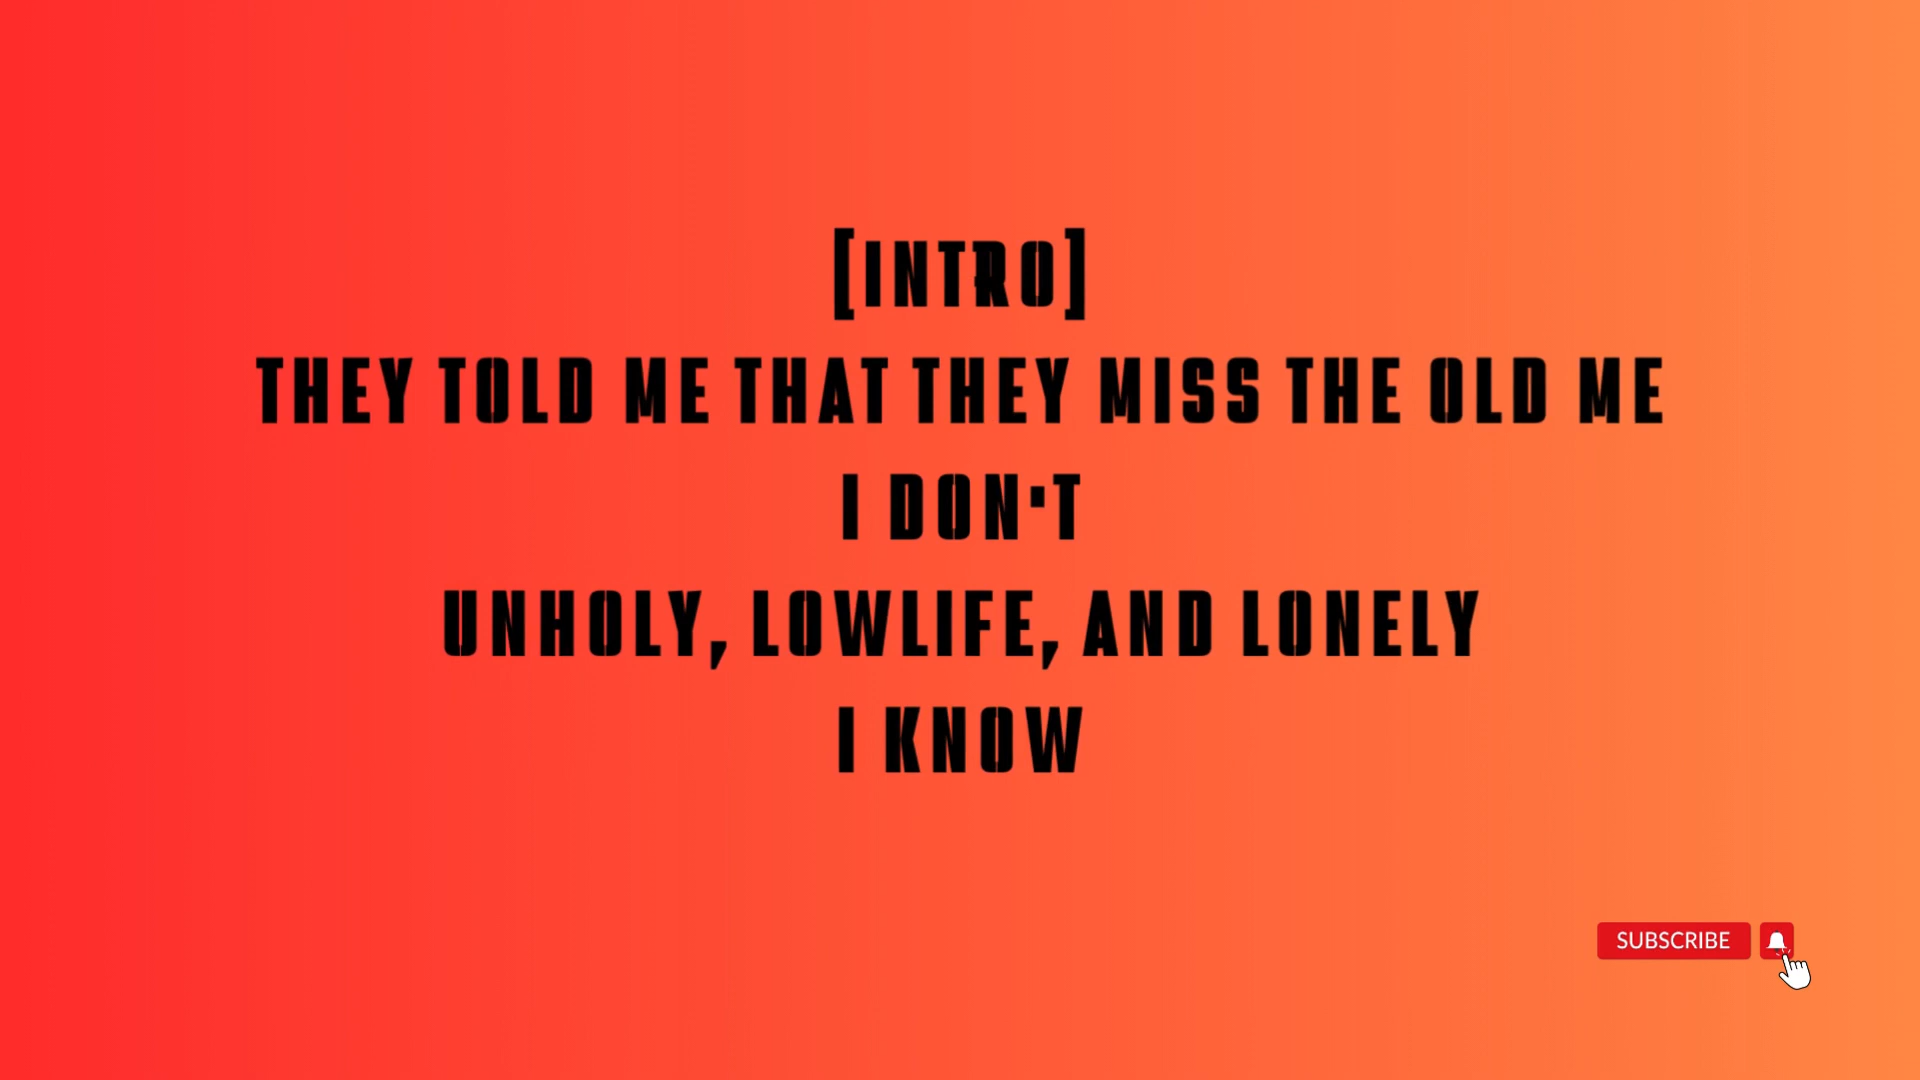 [INTRO]
THEY TOLD ME THAT THEY MISS THE OLD ME
I DON'T
UNHOLY, LOWLIFE, AND LONELY
I KNOW
SUBSCRIBE